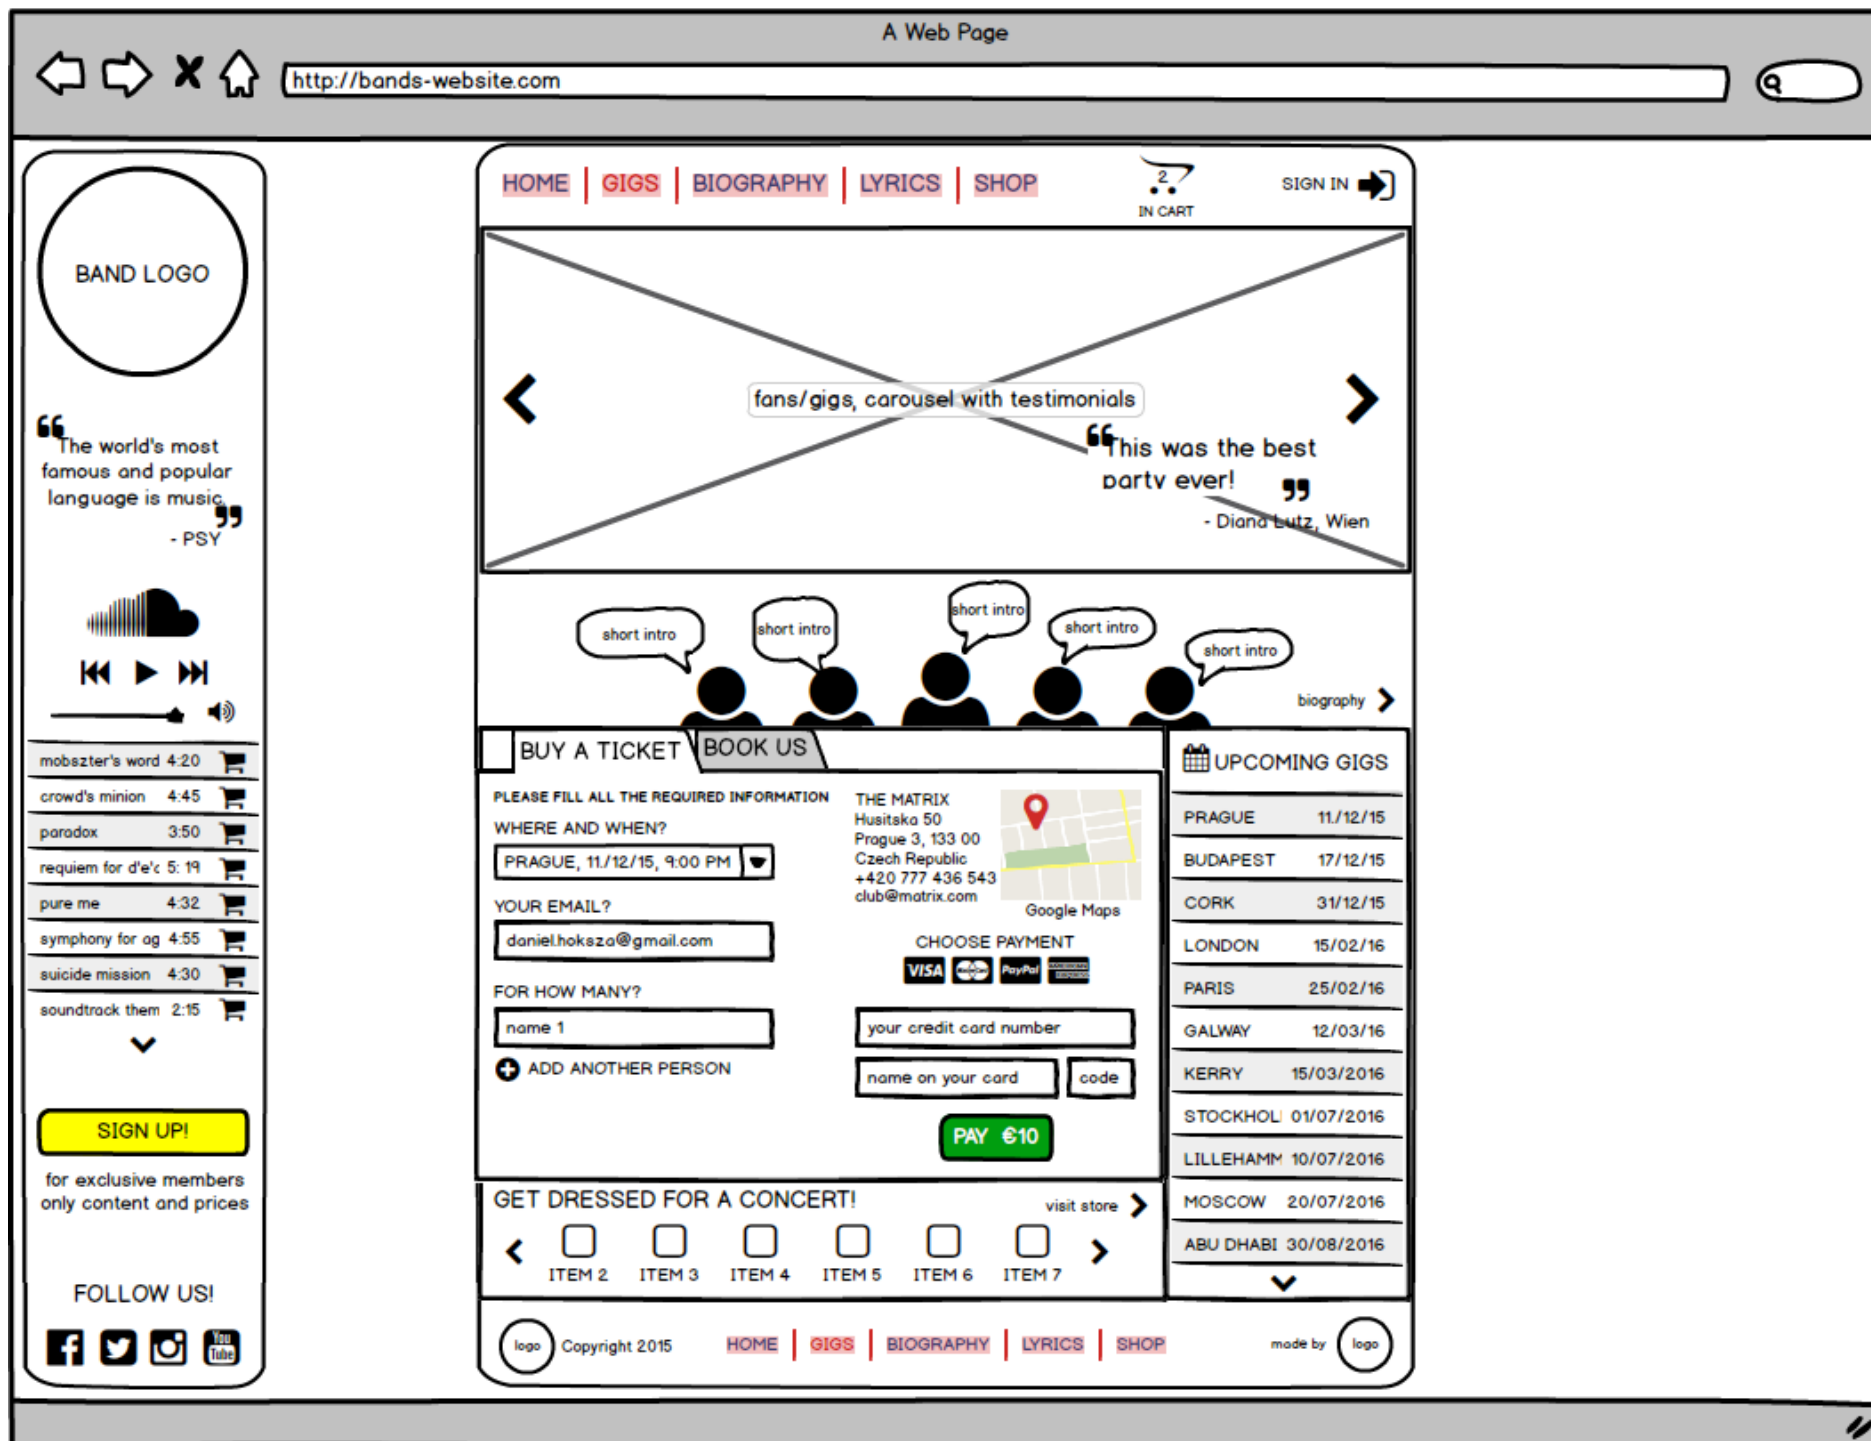 A Web Page
http://bands-website.com
BAND LOGO
“ The world's most
famous and popular
language is music ”
- PSY
mobszter's word 4:20
crowd's minion 4:45
paradox 3:50
requiem for d'e'c 5: 19
pure me 4:32
symphony for ag 4:55
suicide mission 4:30
soundtrack them 2:15
SIGN UP!
for exclusive members
only content and prices
FOLLOW US!
You
Tube
HOME | GIGS | BIOGRAPHY | LYRICS | SHOP
2
IN CART
SIGN IN
fans/gigs, carousel with testimonials
“ This was the best
party ever! ”
- Diana Lutz, Wien
short intro
short intro
short intro
short intro
short intro
biography
BUY A TICKET
BOOK US
PLEASE FILL ALL THE REQUIRED INFORMATION
WHERE AND WHEN?
PRAGUE, 11./12/15, 9:00 PM
YOUR EMAIL?
daniel.hoksza@gmail.com
FOR HOW MANY?
name 1
ADD ANOTHER PERSON
THE MATRIX
Husitska 50
Prague 3, 133 00
Czech Republic
+420 777 436 543
club@matrix.com
Google Maps
CHOOSE PAYMENT
VISA
MasterCard
PayPal
AMERICAN
EXPRESS
your credit card number
name on your card
code
PAY €10
UPCOMING GIGS
PRAGUE 11./12/15
BUDAPEST 17/12/15
CORK 31/12/15
LONDON 15/02/16
PARIS 25/02/16
GALWAY 12/03/16
KERRY 15/03/2016
STOCKHOL 01/07/2016
LILLEHAMM 10/07/2016
MOSCOW 20/07/2016
ABU DHABI 30/08/2016
GET DRESSED FOR A CONCERT!
visit store
ITEM 2
ITEM 3
ITEM 4
ITEM 5
ITEM 6
ITEM 7
logo
Copyright 2015
HOME | GIGS | BIOGRAPHY | LYRICS | SHOP
made by
logo